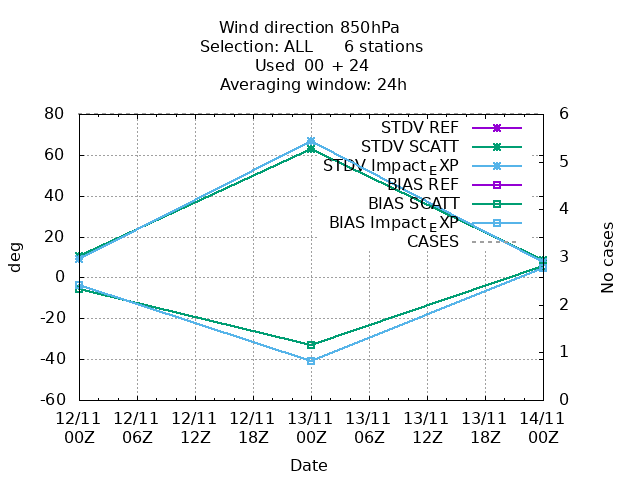 Wind direction 850hPa
Selection: ALL 6 stations
Used 00 + 24
Averaging window: 24h
80
60
40
20
0
-20
-40
-60
deg
6
5
4
3
2
1
0
No cases
STDV REF
STDV SCATT
STDV Impact_EXP
BIAS REF
BIAS SCATT
BIAS Impact_EXP
CASES
12/11 12/11 12/11 12/11 13/11 13/11 13/11 13/11 14/11
00Z 06Z 12Z 18Z 00Z 06Z 12Z 18Z 00Z
Date